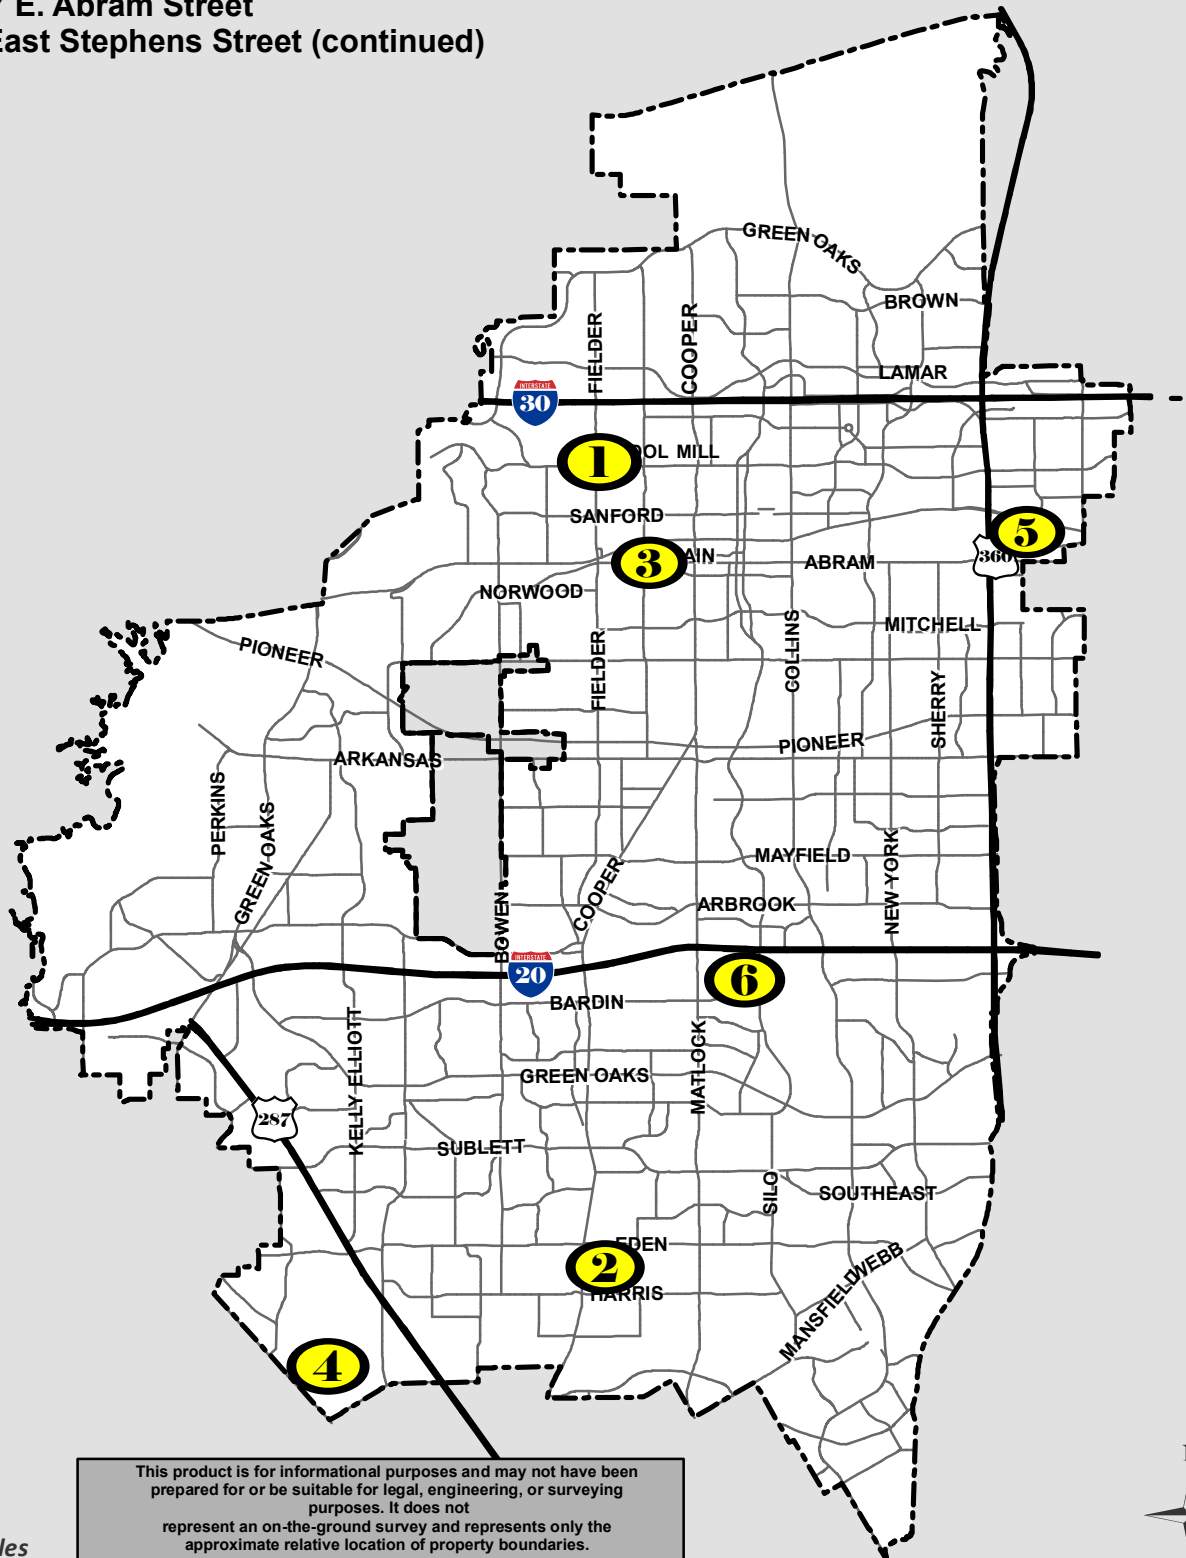 E. Abram Street
East Stephens Street (continued)
GREEN OAKS
BROWN
FIELDER
COOPER
LAMAR
INTERSTATE
30
1
OOL MILL
SANFORD
5
3
AIN
ABRAM
360
NORWOOD
MITCHELL
COLLINS
PIONEER
FIELDER
SHERRY
PIONEER
ARKANSAS
PERKINS
GREEN OAKS
MAYFIELD
NEW YORK
COOPER
ARBROOK
BOWEN
INTERSTATE
20
6
BARDIN
KELLY ELLIOTT
MATLOCK
GREEN OAKS
287
SUBLETT
SILO
SOUTHEAST
EDEN
2
HARRIS
WEBB
MANSFIELD
4
This product is for informational purposes and may not have been
prepared for or be suitable for legal, engineering, or surveying
purposes. It does not
represent an on-the-ground survey and represents only the
approximate relative location of property boundaries.
les